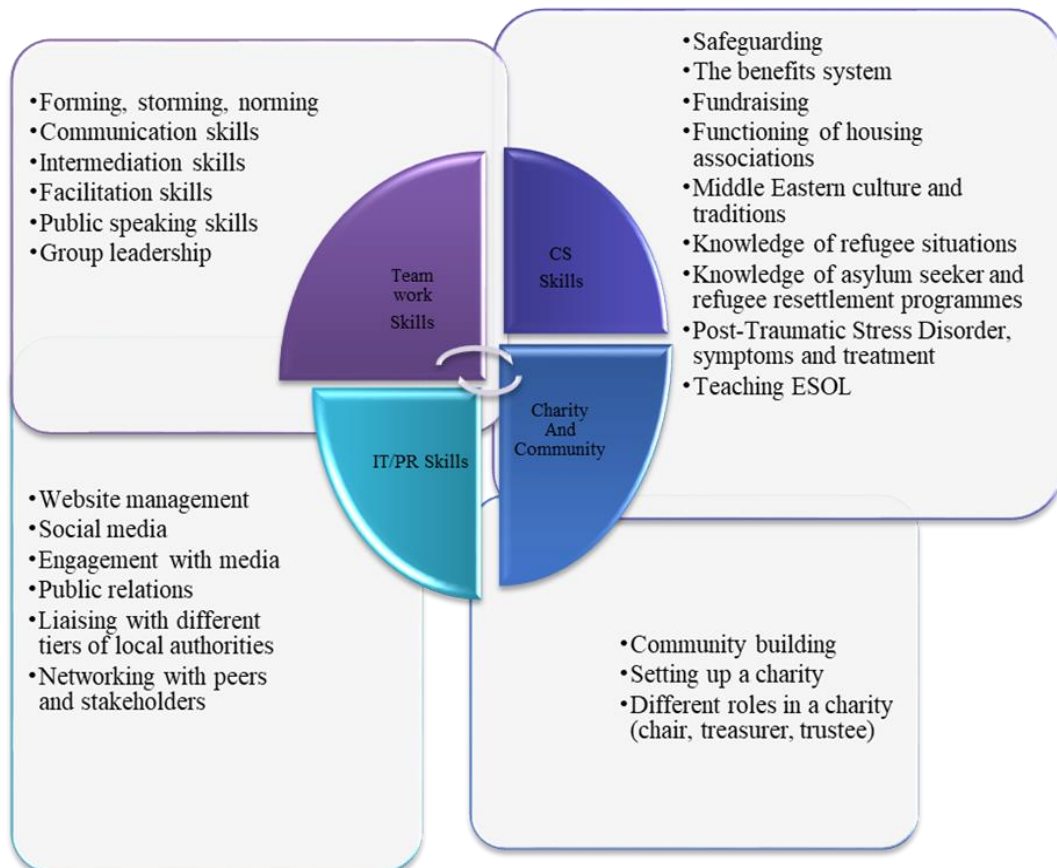 •Forming, storming, norming
•Communication skills
•Intermediation skills
•Facilitation skills
•Public speaking skills
•Group leadership
•Safeguarding
•The benefits system
•Fundraising
•Functioning of housing
associations
•Middle Eastern culture and
traditions
•Knowledge of refugee situations
•Knowledge of asylum seeker and
refugee resettlement programmes
•Post-Traumatic Stress Disorder,
symptoms and treatment
•Teaching ESOL
Team
work
Skills
CS
Skills
IT/PR Skills
Charity
And
Community
•Website management
•Social media
•Engagement with media
•Public relations
•Liaising with different
tiers of local authorities
•Networking with peers
and stakeholders
•Community building
•Setting up a charity
•Different roles in a charity
(chair, treasurer, trustee)